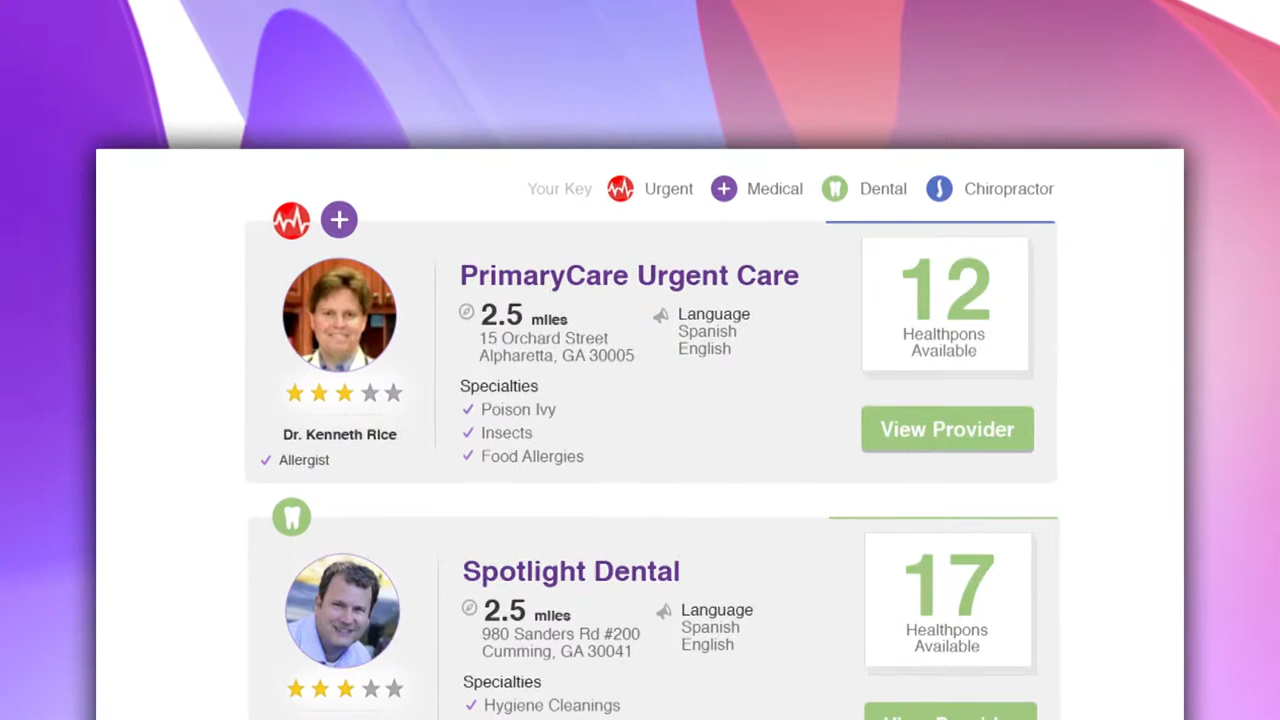 Your Key Urgent Medical Dental Chiropractor
PrimaryCare Urgent Care
2.5 miles
15 Orchard Street
Alpharetta, GA 30005
Language
Spanish
English
Specialties
Poison Ivy
Insects
Food Allergies
Dr. Kenneth Rice
Allergist
12
Healthpons
Available
View Provider
Spotlight Dental
2.5 miles
980 Sanders Rd #200
Cumming, GA 30041
Language
Spanish
English
Specialties
Hygiene Cleanings
17
Healthpons
Available
View Provider